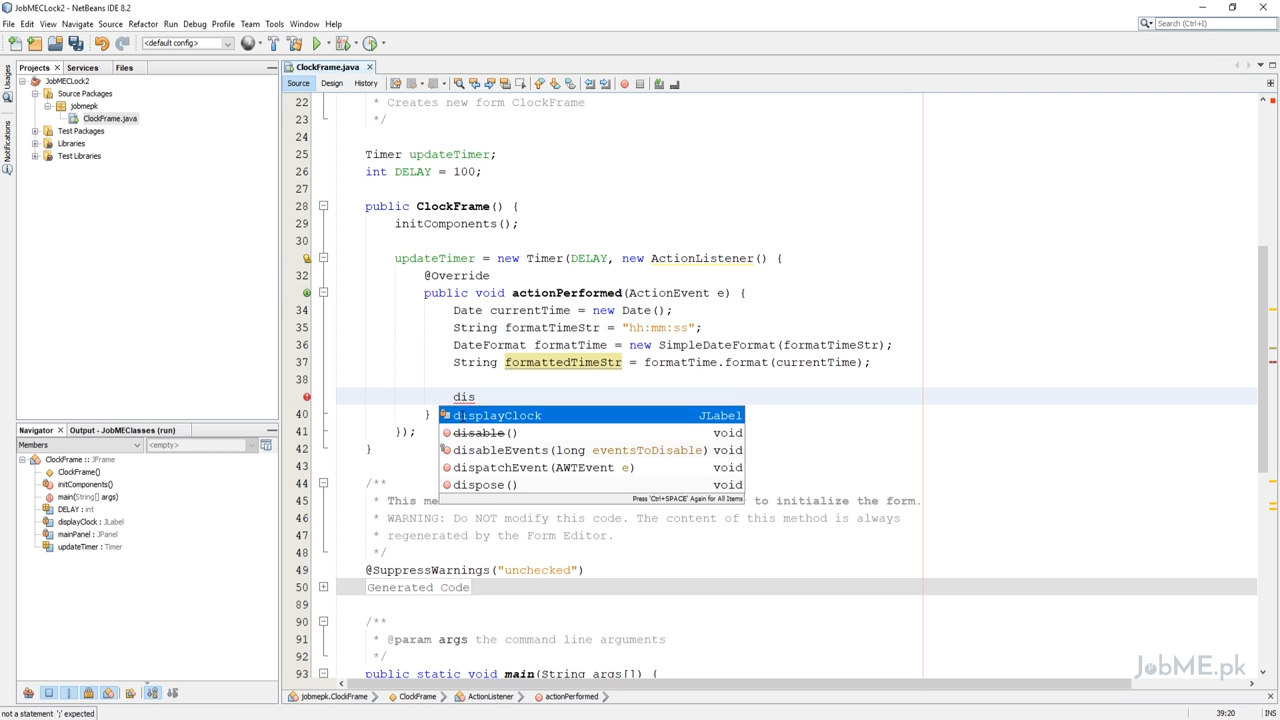 JobMECLock2 - NetBeans IDE 8.2
File Edit View Navigate Source Refactor Run Debug Profile Team Tools Window Help
Search (Ctrl+I)
<default config>
Projects Services Files
ClockFrame.java
JobMECLock2
Source Packages
jobmepk
ClockFrame.java
Test Packages
Libraries
Test Libraries
Usages
Notifications
Source Design History
22 * Creates new form ClockFrame
23 */
24
25 Timer updateTimer;
26 int DELAY = 100;
27
28 public ClockFrame() {
29 initComponents();
30
updateTimer = new Timer(DELAY, new ActionListener() {
32 @Override
public void actionPerformed(ActionEvent e) {
34 Date currentTime = new Date();
35 String formatTimeStr = "hh:mm:ss";
36 DateFormat formatTime = new SimpleDateFormat(formatTimeStr);
37 String formattedTimeStr = formatTime.format(currentTime);
38
dis
40 }
41 });
42 }
displayClock JLabel
disable() void
disableEvents(long eventsToDisable) void
dispatchEvent(AWTEvent e) void
dispose() void
Press 'Ctrl+SPACE' Again for All Items
43
44 /**
45 * This me to initialize the form.
46 * WARNING: Do NOT modify this code. The content of this method is always
47 * regenerated by the Form Editor.
48 */
49 @SuppressWarnings("unchecked")
50 Generated Code
89
90 /**
91 * @param args the command line arguments
92 */
93 public static void main(String args[]) {
Navigator Output - JobMEClasses (run)
Members <empty>
ClockFrame :: JFrame
ClockFrame()
initComponents()
main(String[] args)
DELAY : int
displayClock : JLabel
mainPanel : JPanel
updateTimer : Timer
jobmepk.ClockFrame ClockFrame ActionListener actionPerformed
not a statement ';' expected
39:20 INS
JobME.pk